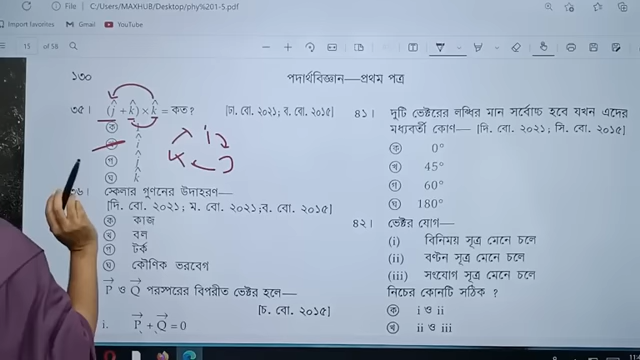 File
C:/Users/MAXHUB/Desktop/phy%201-5.pdf
Import favorites
Gmail
YouTube
15 of 58
১৩০
পদার্থবিজ্ঞান—প্রথম পত্র
৩৫। (ĵ + k̂) × k̂ = কত? [ঢা. বো. ২০২১; ব. বো. ২০১৫]
ক
î
গ ĵ
ঘ k̂
৩৬। স্কেলার গুণনের উদাহরণ—
[দি. বো. ২০২১; ম. বো. ২০২১; ব. বো. ২০১৫]
ক কাজ
খ বল
গ টর্ক
ঘ কৌণিক ভরবেগ
P⃗ ও Q⃗ পরস্পরের বিপরীত ভেক্টর হলে—
[চ. বো. ২০১৫]
i. P⃗ + Q⃗ = 0
৪১। দুটি ভেক্টরের লব্ধির মান সর্বোচ্চ হবে যখন এদের
মধ্যবর্তী কোণ— [দি. বো. ২০২১; সি. বো. ২০১৫]
ক 0°
খ 45°
গ 60°
ঘ 180°
৪২। ভেক্টর যোগ—
(i) বিনিময় সূত্র মেনে চলে
(ii) বণ্টন সূত্র মেনে চলে
(iii) সংযোগ সূত্র মেনে চলে
নিচের কোনটি সঠিক ?
ক i ও ii
খ ii ও iii